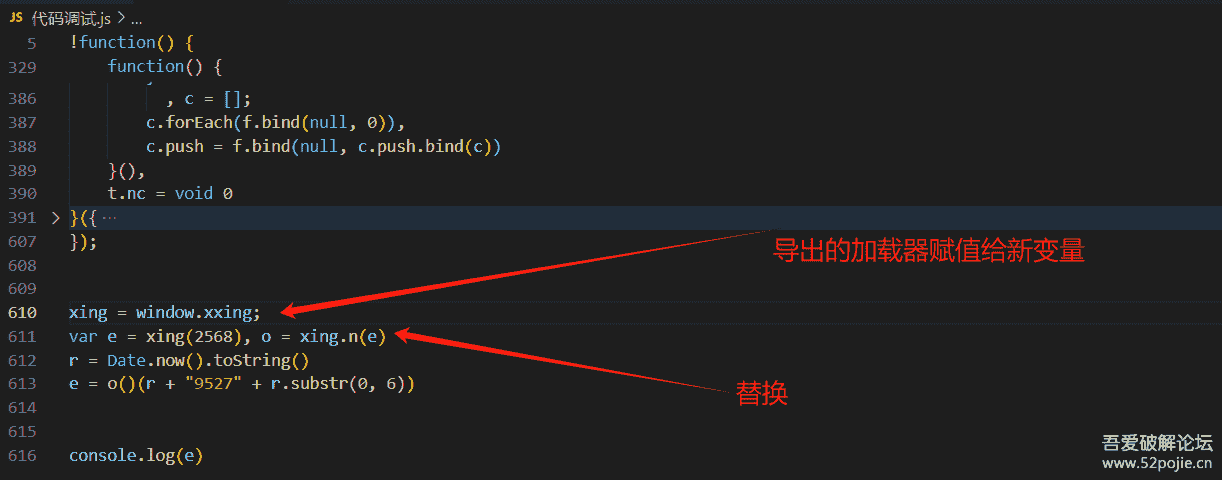 JS 代码调试.js > ...
5 !function() {
329 function() {
386 , c = [];
387 c.forEach(f.bind(null, 0)),
388 c.push = f.bind(null, c.push.bind(c))
389 }(),
390 t.nc = void 0
391 > }({ ...
607 });
608
导出的加载器赋值给新变量
609
610 xing = window.xxing;
611 var e = xing(2568), o = xing.n(e)
612 r = Date.now().toString()
613 e = o()(r + "9527" + r.substr(0, 6))
替换
614
615
616 console.log(e)
吾爱破解论坛
www.52pojie.cn